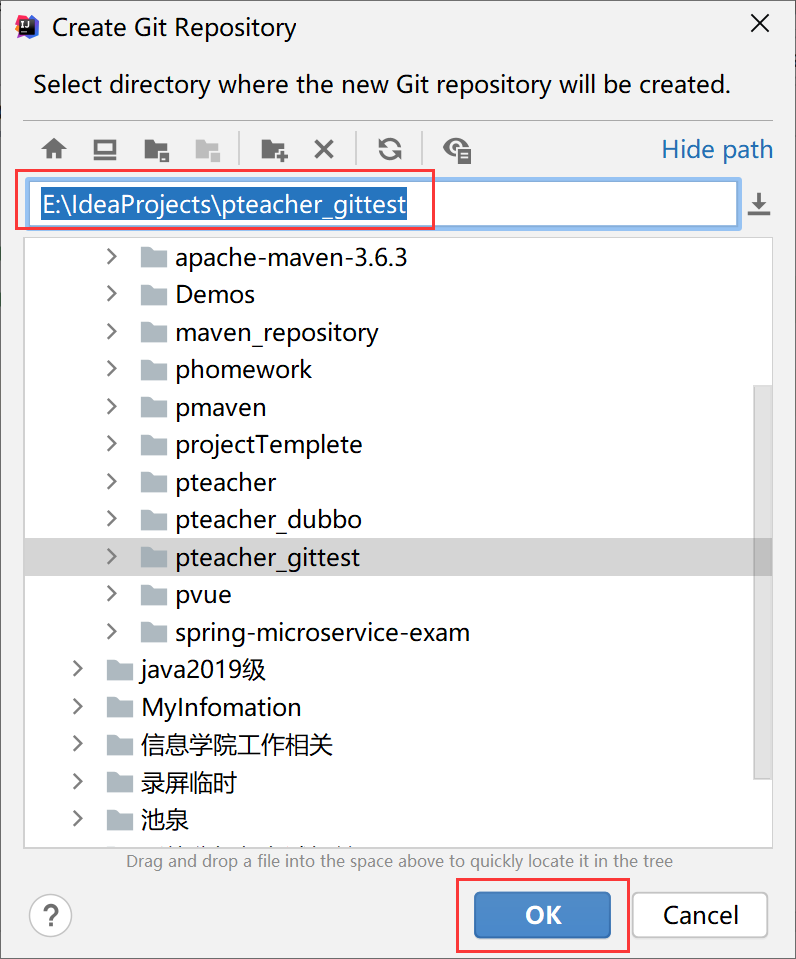 Create Git Repository
Select directory where the new Git repository will be created.
Hide path
E:\IdeaProjects\pteacher_gittest
apache-maven-3.6.3
Demos
maven_repository
phomework
pmaven
projectTemplete
pteacher
pteacher_dubbo
pteacher_gittest
pvue
spring-microservice-exam
java2019级
MyInfomation
信息学院工作相关
录屏临时
池泉
Drag and drop a file into the space above to quickly locate it in the tree
?
OK
Cancel